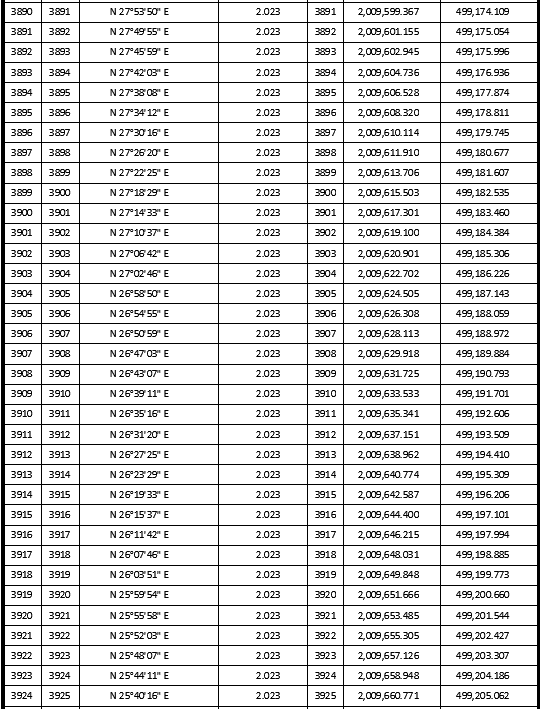 3890 3891 N 27°53'50" E 2.023 3891 2,009,599.367 499,174.109
3891 3892 N 27°49'55" E 2.023 3892 2,009,601.155 499,175.054
3892 3893 N 27°45'59" E 2.023 3893 2,009,602.945 499,175.996
3893 3894 N 27°42'03" E 2.023 3894 2,009,604.736 499,176.936
3894 3895 N 27°38'08" E 2.023 3895 2,009,606.528 499,177.874
3895 3896 N 27°34'12" E 2.023 3896 2,009,608.320 499,178.811
3896 3897 N 27°30'16" E 2.023 3897 2,009,610.114 499,179.745
3897 3898 N 27°26'20" E 2.023 3898 2,009,611.910 499,180.677
3898 3899 N 27°22'25" E 2.023 3899 2,009,613.706 499,181.607
3899 3900 N 27°18'29" E 2.023 3900 2,009,615.503 499,182.535
3900 3901 N 27°14'33" E 2.023 3901 2,009,617.301 499,183.460
3901 3902 N 27°10'37" E 2.023 3902 2,009,619.100 499,184.384
3902 3903 N 27°06'42" E 2.023 3903 2,009,620.901 499,185.306
3903 3904 N 27°02'46" E 2.023 3904 2,009,622.702 499,186.226
3904 3905 N 26°58'50" E 2.023 3905 2,009,624.505 499,187.143
3905 3906 N 26°54'55" E 2.023 3906 2,009,626.308 499,188.059
3906 3907 N 26°50'59" E 2.023 3907 2,009,628.113 499,188.972
3907 3908 N 26°47'03" E 2.023 3908 2,009,629.918 499,189.884
3908 3909 N 26°43'07" E 2.023 3909 2,009,631.725 499,190.793
3909 3910 N 26°39'11" E 2.023 3910 2,009,633.533 499,191.701
3910 3911 N 26°35'16" E 2.023 3911 2,009,635.341 499,192.606
3911 3912 N 26°31'20" E 2.023 3912 2,009,637.151 499,193.509
3912 3913 N 26°27'25" E 2.023 3913 2,009,638.962 499,194.410
3913 3914 N 26°23'29" E 2.023 3914 2,009,640.774 499,195.309
3914 3915 N 26°19'33" E 2.023 3915 2,009,642.587 499,196.206
3915 3916 N 26°15'37" E 2.023 3916 2,009,644.400 499,197.101
3916 3917 N 26°11'42" E 2.023 3917 2,009,646.215 499,197.994
3917 3918 N 26°07'46" E 2.023 3918 2,009,648.031 499,198.885
3918 3919 N 26°03'51" E 2.023 3919 2,009,649.848 499,199.773
3919 3920 N 25°59'54" E 2.023 3920 2,009,651.666 499,200.660
3920 3921 N 25°55'58" E 2.023 3921 2,009,653.485 499,201.544
3921 3922 N 25°52'03" E 2.023 3922 2,009,655.305 499,202.427
3922 3923 N 25°48'07" E 2.023 3923 2,009,657.126 499,203.307
3923 3924 N 25°44'11" E 2.023 3924 2,009,658.948 499,204.186
3924 3925 N 25°40'16" E 2.023 3925 2,009,660.771 499,205.062